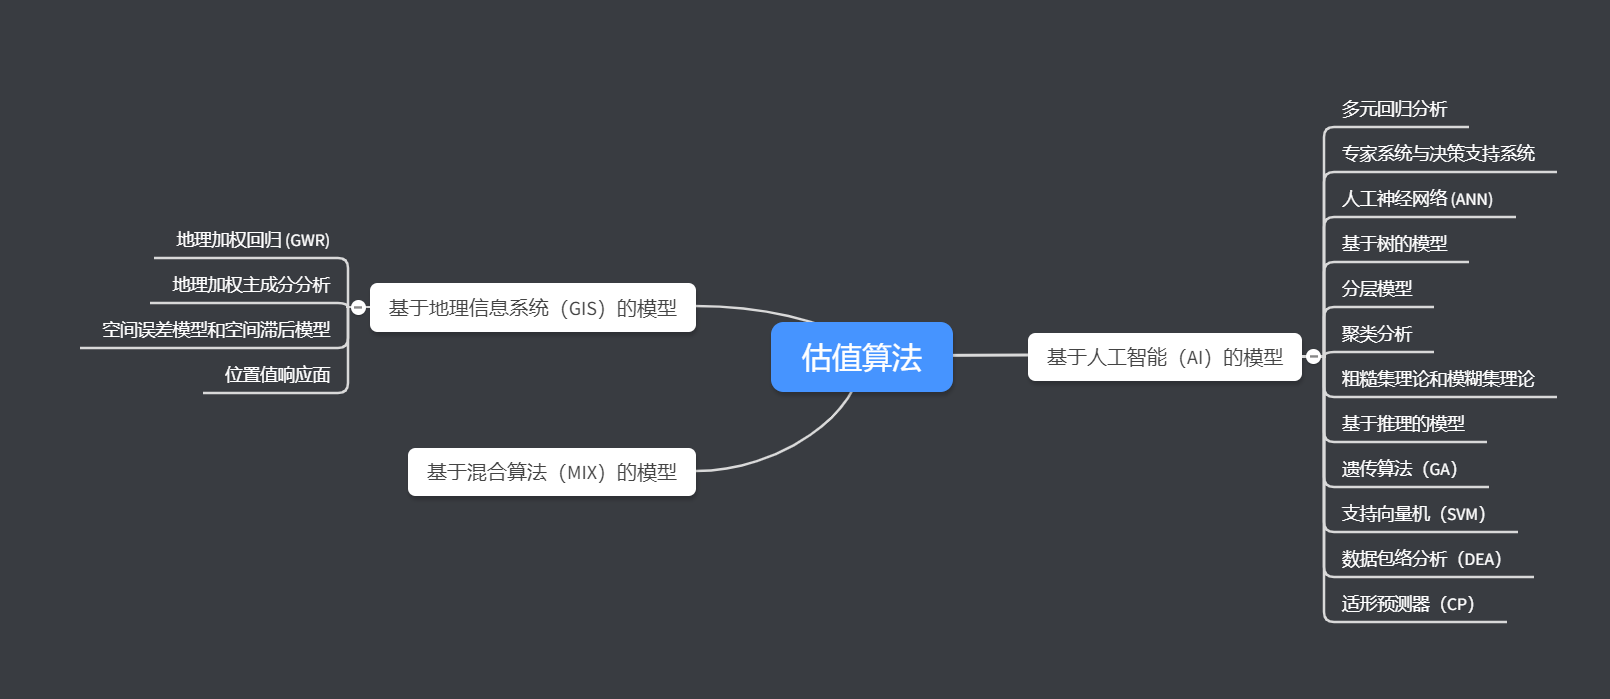 估值算法
基于人工智能（AI）的模型
多元回归分析
专家系统与决策支持系统
人工神经网络 (ANN)
基于树的模型
分层模型
聚类分析
粗糙集理论和模糊集理论
基于推理的模型
遗传算法（GA）
支持向量机（SVM）
数据包络分析（DEA）
适形预测器（CP）
基于地理信息系统（GIS）的模型
地理加权回归 (GWR)
地理加权主成分分析
空间误差模型和空间滞后模型
位置值响应面
基于混合算法（MIX）的模型